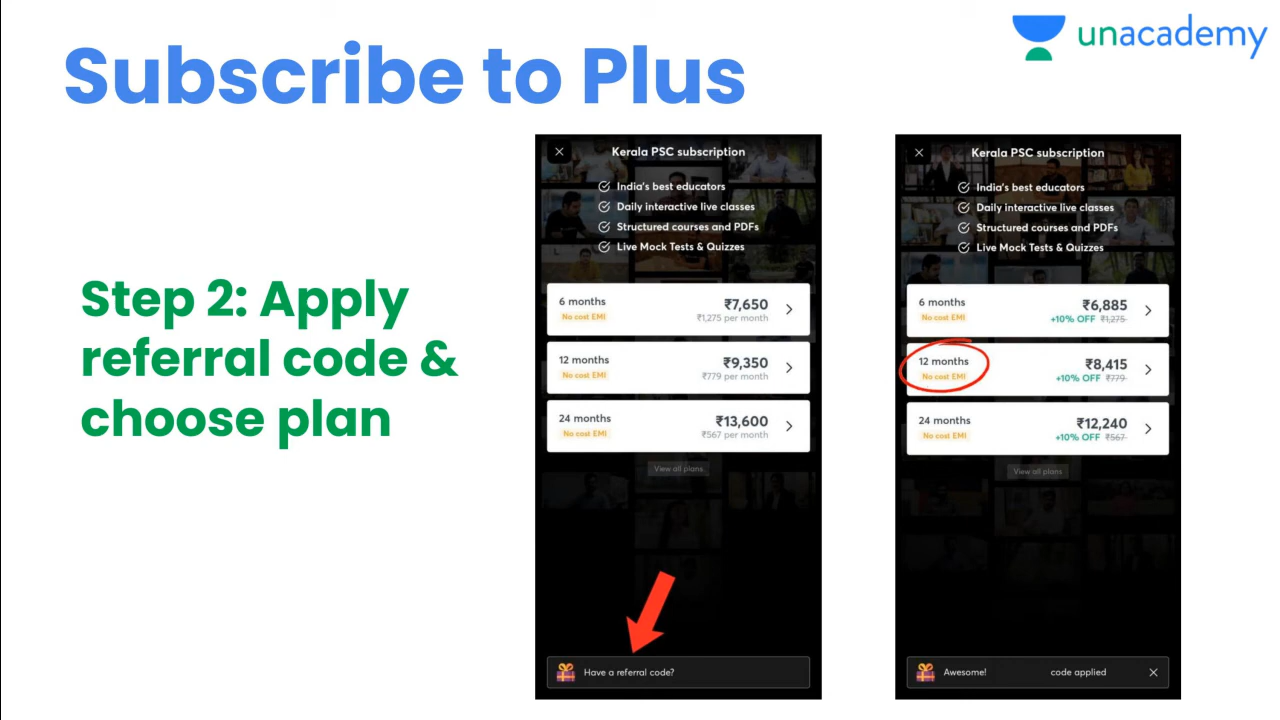 unacademy
Subscribe to Plus
Step 2: Apply
referral code &
choose plan
Kerala PSC subscription
India's best educators
Daily interactive live classes
Structured courses and PDFs
Live Mock Tests & Quizzes
6 months ₹7,650
No cost EMI ₹1,275 per month
12 months ₹9,350
No cost EMI ₹779 per month
24 months ₹13,600
No cost EMI ₹567 per month
View all plans
Have a referral code?
Kerala PSC subscription
India's best educators
Daily interactive live classes
Structured courses and PDFs
Live Mock Tests & Quizzes
6 months ₹6,885
No cost EMI +10% OFF ₹1,275
12 months ₹8,415
No cost EMI +10% OFF ₹779
24 months ₹12,240
No cost EMI +10% OFF ₹567
View all plans
Awesome! code applied